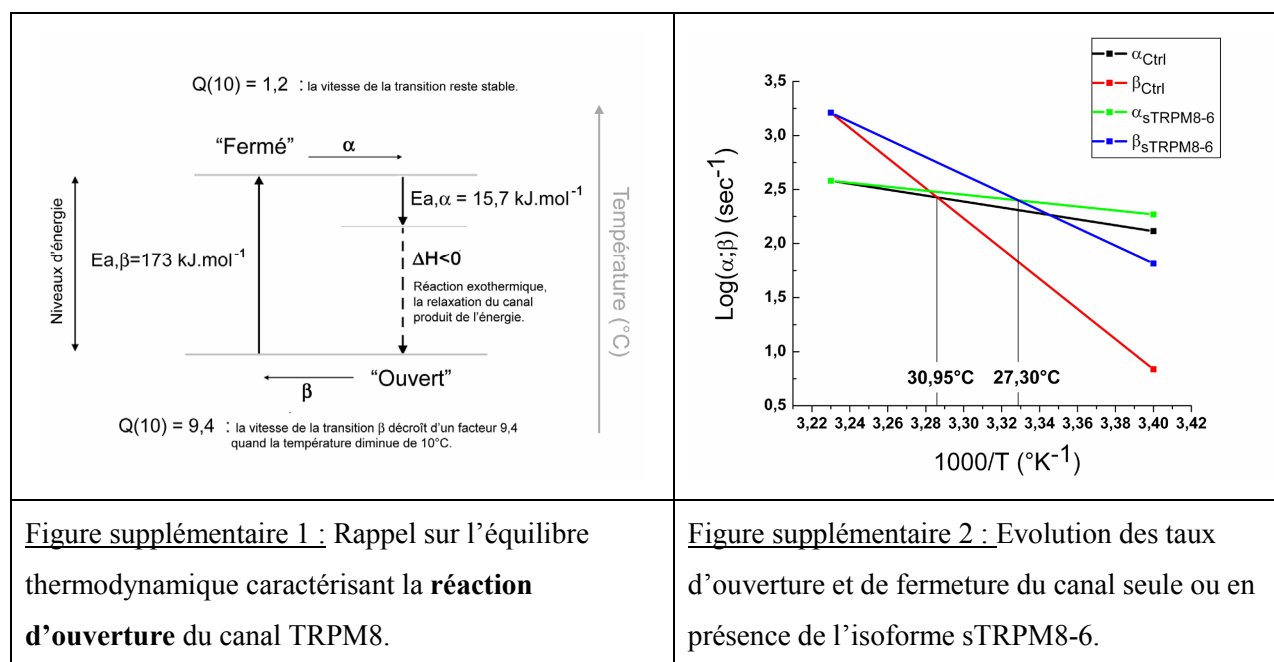 Q(10) = 1,2 : la vitesse de la transition reste stable.
“Fermé”
α
Ea,α = 15,7 kJ.mol-1
Niveaux d'énergie
Ea,β=173 kJ.mol-1
ΔH<0
Réaction exothermique,
la relaxation du canal
produit de l'énergie.
Température (°C)
β
“Ouvert”
Q(10) = 9,4 : la vitesse de la transition β décroît d'un facteur 9,4
quand la température diminue de 10°C.
αCtrl
βCtrl
αsTRPM8-6
βsTRPM8-6
Log(α;β) (sec-1)
3,5
3,0
2,5
2,0
1,5
1,0
0,5
30,95°C 27,30°C
3,22 3,24 3,26 3,28 3,30 3,32 3,34 3,36 3,38 3,40 3,42
1000/T (°K-1)
Figure supplémentaire 1 : Rappel sur l'équilibre
thermodynamique caractérisant la réaction
d'ouverture du canal TRPM8.
Figure supplémentaire 2 : Evolution des taux
d'ouverture et de fermeture du canal seule ou en
présence de l'isoforme sTRPM8-6.